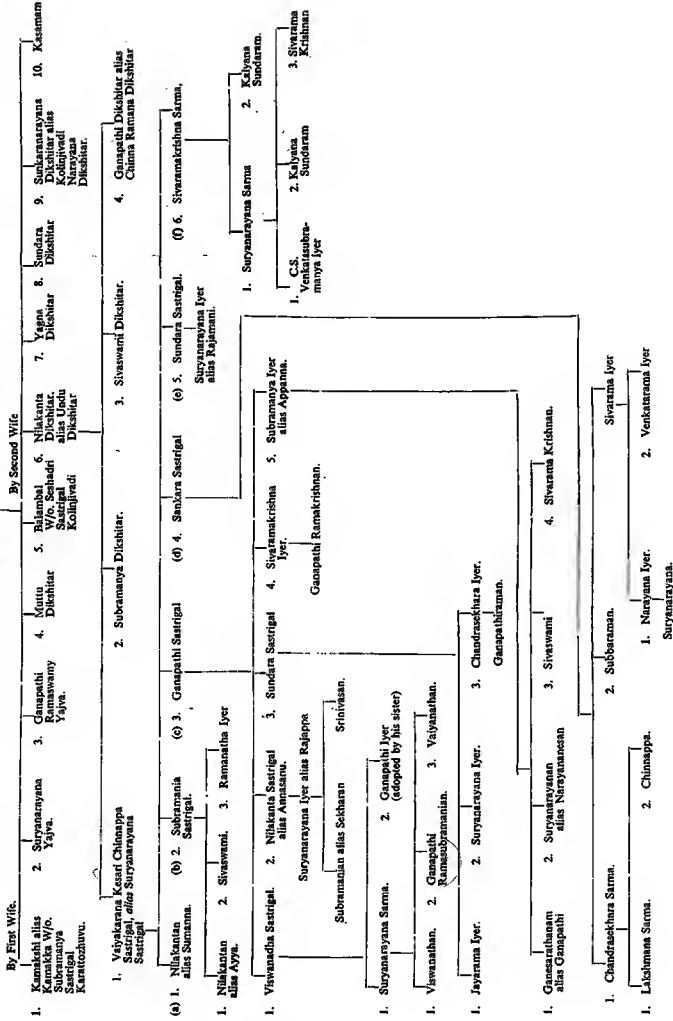 By First Wife.
By Second Wife
1. Kamakshi alias
Kamakka W/o.
Subramanya
Sastrigal
Karattozhuvu.
2. Suryanarayana
Yajva.
3. Ganapathi
Ramaswamy
Yajva.
4. Muttu
Dikshitar
5. Balambal
W/o. Seshadri
Sastrigal
Kolinjivadi
6. Nilakanta
Dikshitar,
alias Undu
Dikshitar
7. Yagna
Dikshitar
8. Sundara
Dikshitar
9. Sunkaranarayana
Dikshitar alias
Kolinjivadi
Narayana
Dikshitar.
10. Kasamam
1. Vaiyakarana Kesari Chinnappa
Sastrigal, alias Suryanarayana
Sastrigal
2. Subramanya Dikshitar.
3. Sivaswami Dikshitar.
4. Ganapathi Dikshitar alias
Chinna Ramana Dikshitar
(a) 1. Nilakantan
alias Sumanna.
(b) 2. Subramania
Sastrigal.
(c) 3. Ganapathi Sastrigal
(d) 4. Sankara Sastrigal
(e) 5. Sundara Sastrigal.
(f) 6. Sivaramakrishna Sarma,
Suryanarayana Iyer
alias Rajamani.
1. Nilakantan
alias Ayya.
2. Sivaswami.
3. Ramanatha Iyer
1. Suryanarayana Sarma
2. Kalyana
Sundaram.
1. C.S.
Venkatasubra-
manya Iyer
2. Kalyana
Sundaram
3. Sivarama
Krishnan
1. Viswanadha Sastrigal.
2. Nilakanta Sastrigal
alias Annasanu.
3. Sundara Sastrigal
4. Sivaramakrishna
Iyer.
5. Subramanya Iyer
alias Appanna.
Ganapathi Ramakrishnan.
Suryanarayana Iyer alias Rajappa
Subramanian alias Sekharan
Srinivasan.
1. Suryanarayana Sarma.
2. Ganapathi Iyer
(adopted by his sister)
1. Viswanathan.
2. Ganapathi
Ramasubramanian.
3. Vaiyanathan.
1. Jayarama Iyer.
2. Suryanarayana Iyer.
3. Chandrasekhara Iyer.
Ganapathiraman.
1. Ganesarathanam
alias Ganapathi
2. Suryanarayanan
alias Narayananesan
3. Sivaswami
4. Sivarama Krishnan.
1. Chandrasekhara Sarma.
2. Subbaraman.
Sivarama Iyer
1. Lakshmana Sarma.
2. Chinnappa.
1. Narayana Iyer.
2. Venkatarama Iyer
Suryanarayana.